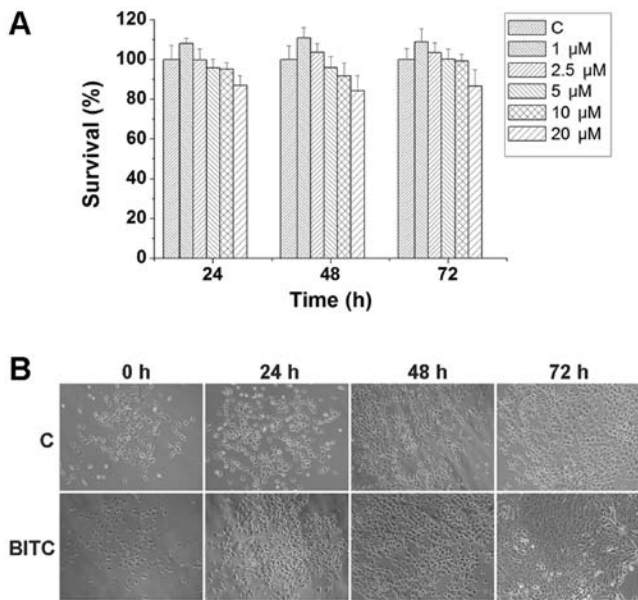 A
Survival (%)
120
100
80
60
40
20
0
24
48
72
Time (h)
C
1 µM
2.5 µM
5 µM
10 µM
20 µM
B
0 h
24 h
48 h
72 h
C
BITC